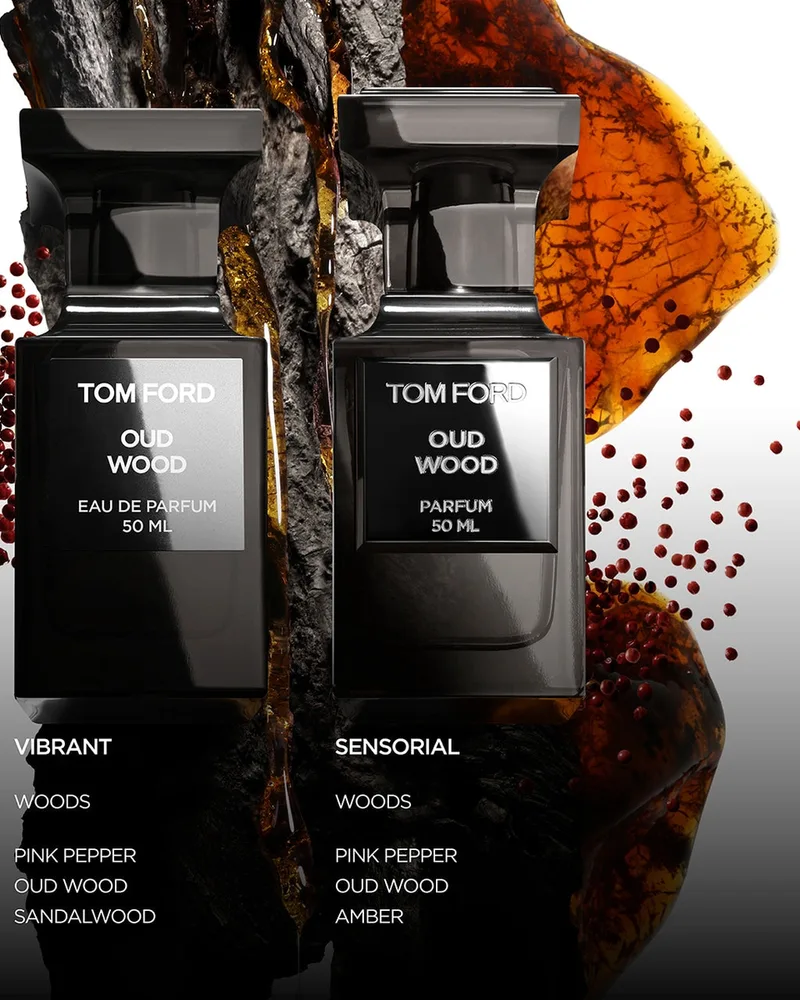 TOM FORD
OUD
WOOD
EAU DE PARFUM
50 ML
TOM FORD
OUD
WOOD
PARFUM
50 ML
VIBRANT
WOODS
PINK PEPPER
OUD WOOD
SANDALWOOD
SENSORIAL
WOODS
PINK PEPPER
OUD WOOD
AMBER